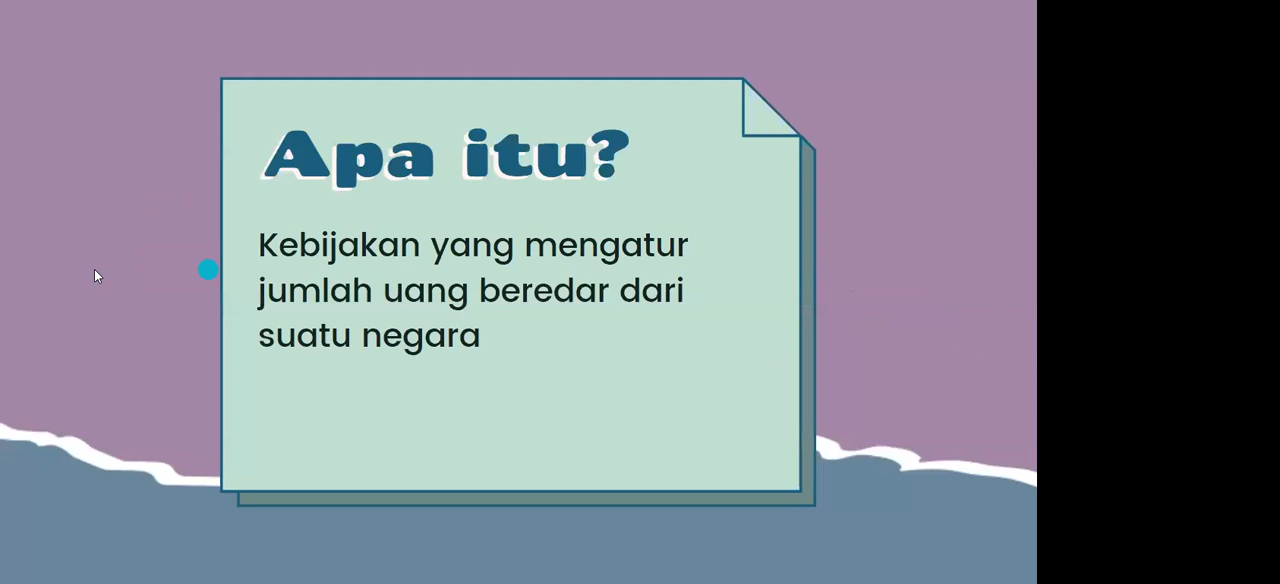 Apa itu?
Kebijakan yang mengatur
jumlah uang beredar dari
suatu negara